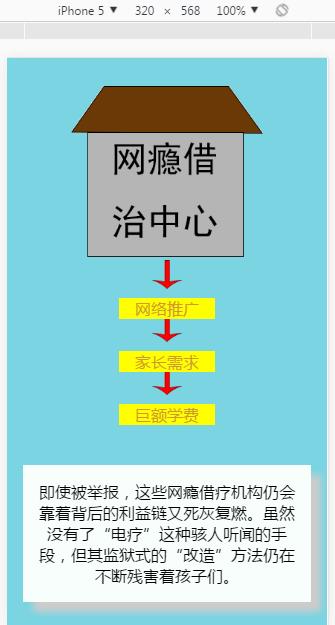 iPhone 5 ▼ 320 × 568 100% ▼
网瘾借
治中心
网络推广
家长需求
巨额学费
即使被举报，这些网瘾借疗机构仍会
靠着背后的利益链又死灰复燃。虽然
没有了“电疗”这种骇人听闻的手
段，但其监狱式的“改造”方法仍在
不断残害着孩子们。